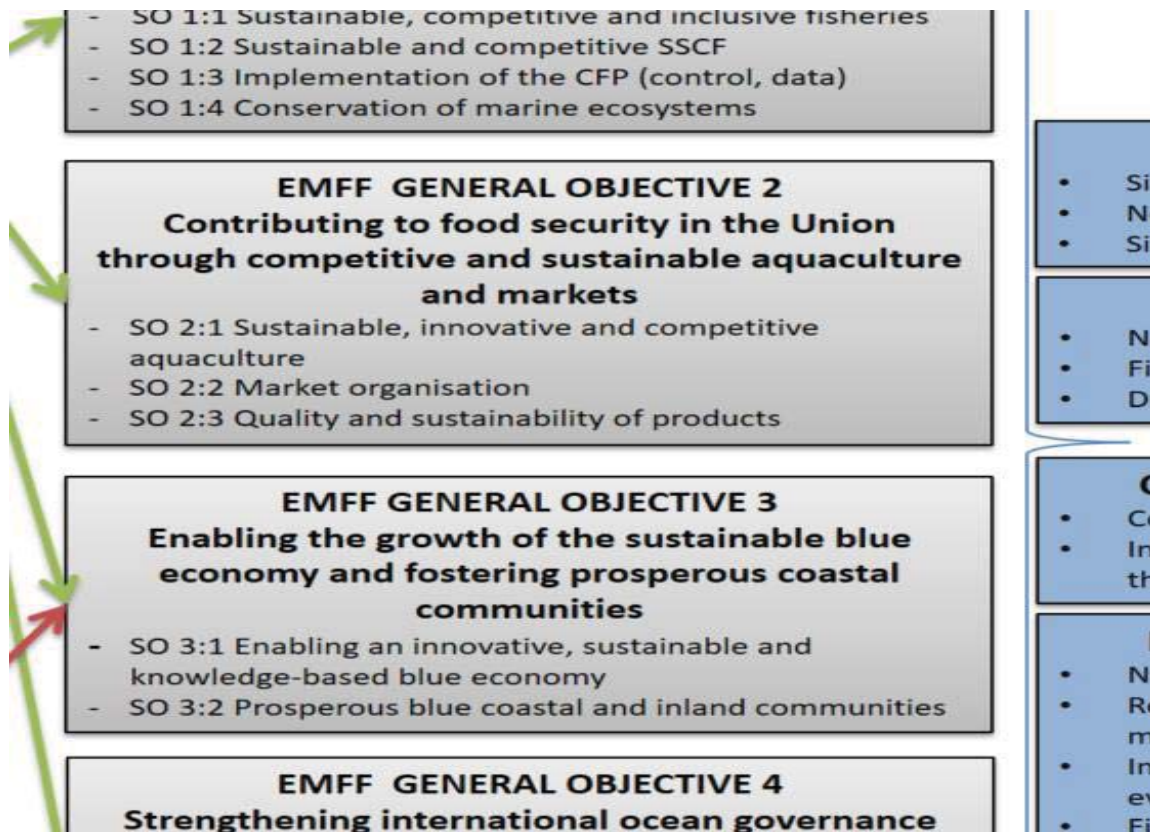 - SO 1:1 Sustainable, competitive and inclusive fisheries
- SO 1:2 Sustainable and competitive SSCF
- SO 1:3 Implementation of the CFP (control, data)
- SO 1:4 Conservation of marine ecosystems
EMFF GENERAL OBJECTIVE 2
Contributing to food security in the Union
through competitive and sustainable aquaculture
and markets
- SO 2:1 Sustainable, innovative and competitive
aquaculture
- SO 2:2 Market organisation
- SO 2:3 Quality and sustainability of products
EMFF GENERAL OBJECTIVE 3
Enabling the growth of the sustainable blue
economy and fostering prosperous coastal
communities
- SO 3:1 Enabling an innovative, sustainable and
knowledge-based blue economy
- SO 3:2 Prosperous blue coastal and inland communities
EMFF GENERAL OBJECTIVE 4
Strengthening international ocean governance